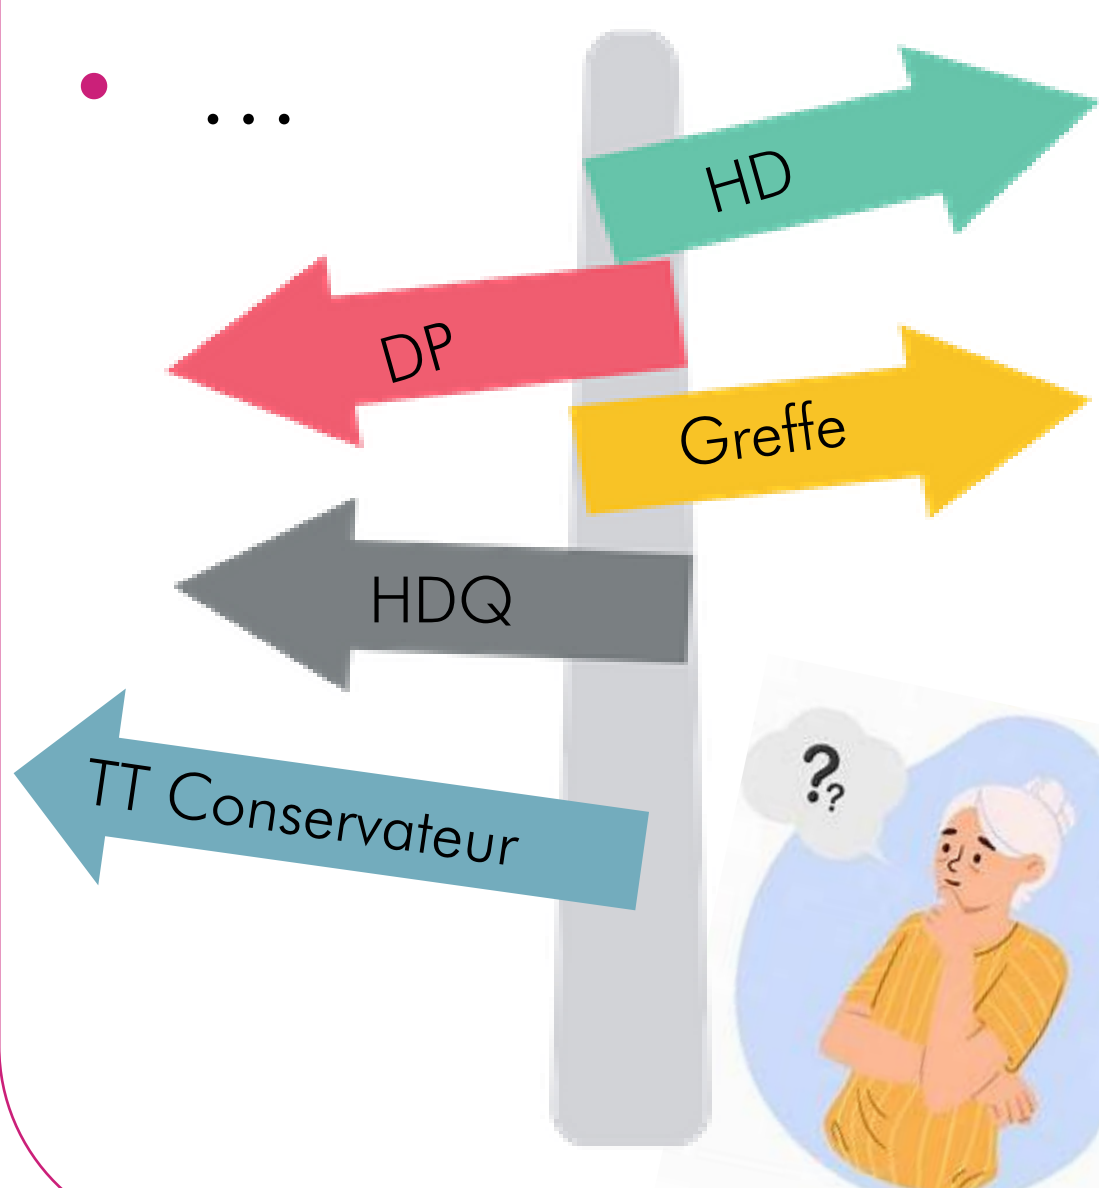 ...
HD
DP
Greffe
HDQ
TT Conservateur
??